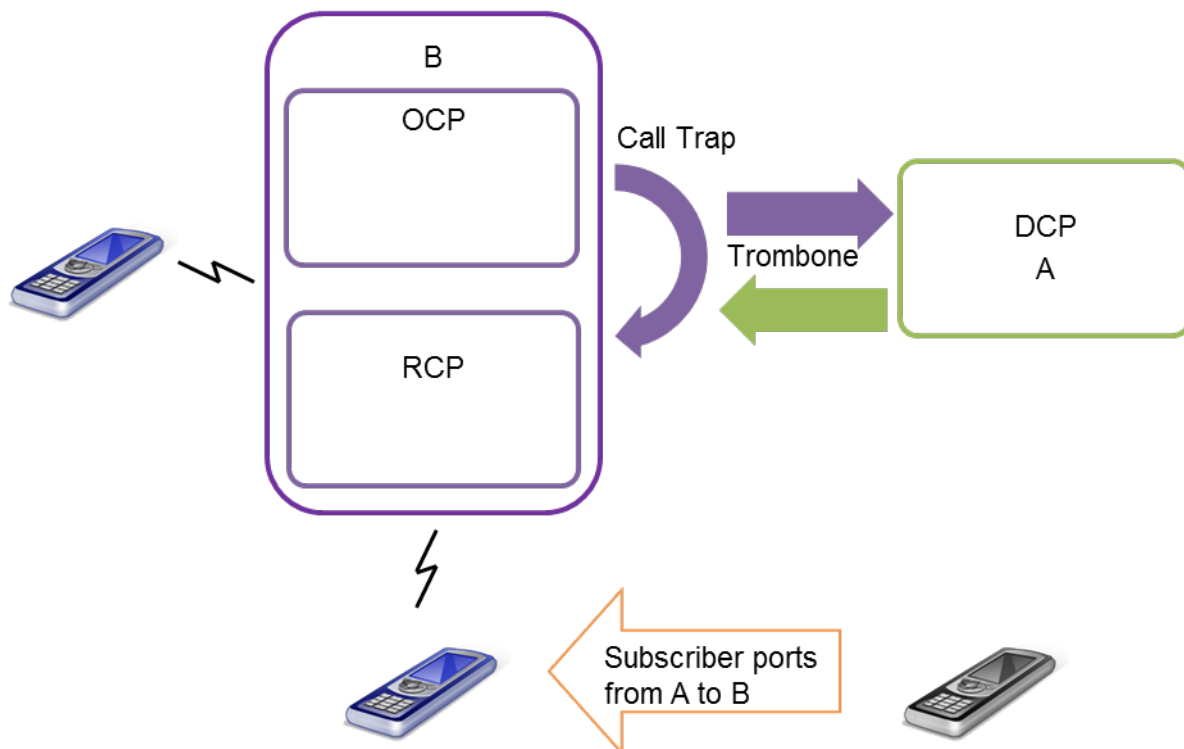 B
OCP
Call Trap
Trombone
DCP
A
RCP
Subscriber ports
from A to B